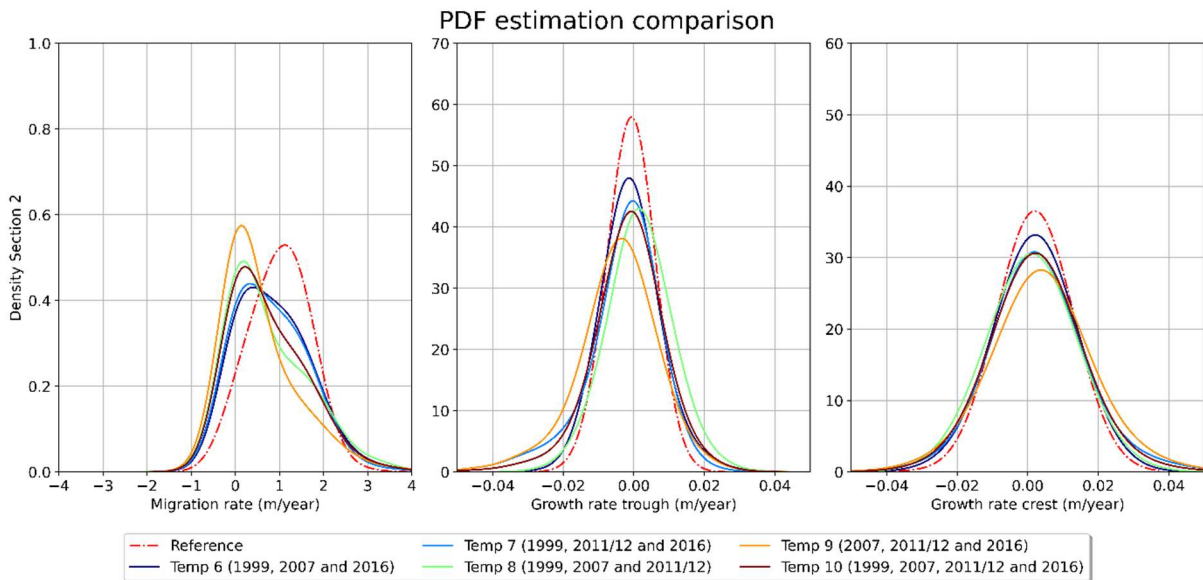 PDF estimation comparison
1.0
0.8
0.6
0.4
0.2
0.0
Density Section 2
−4 −3 −2 −1 0 1 2 3 4
Migration rate (m/year)
70
60
50
40
30
20
10
0
−0.04 −0.02 0.00 0.02 0.04
Growth rate trough (m/year)
60
50
40
30
20
10
0
−0.04 −0.02 0.00 0.02 0.04
Growth rate crest (m/year)
Reference
Temp 6 (1999, 2007 and 2016)
Temp 7 (1999, 2011/12 and 2016)
Temp 8 (1999, 2007 and 2011/12)
Temp 9 (2007, 2011/12 and 2016)
Temp 10 (1999, 2007, 2011/12 and 2016)